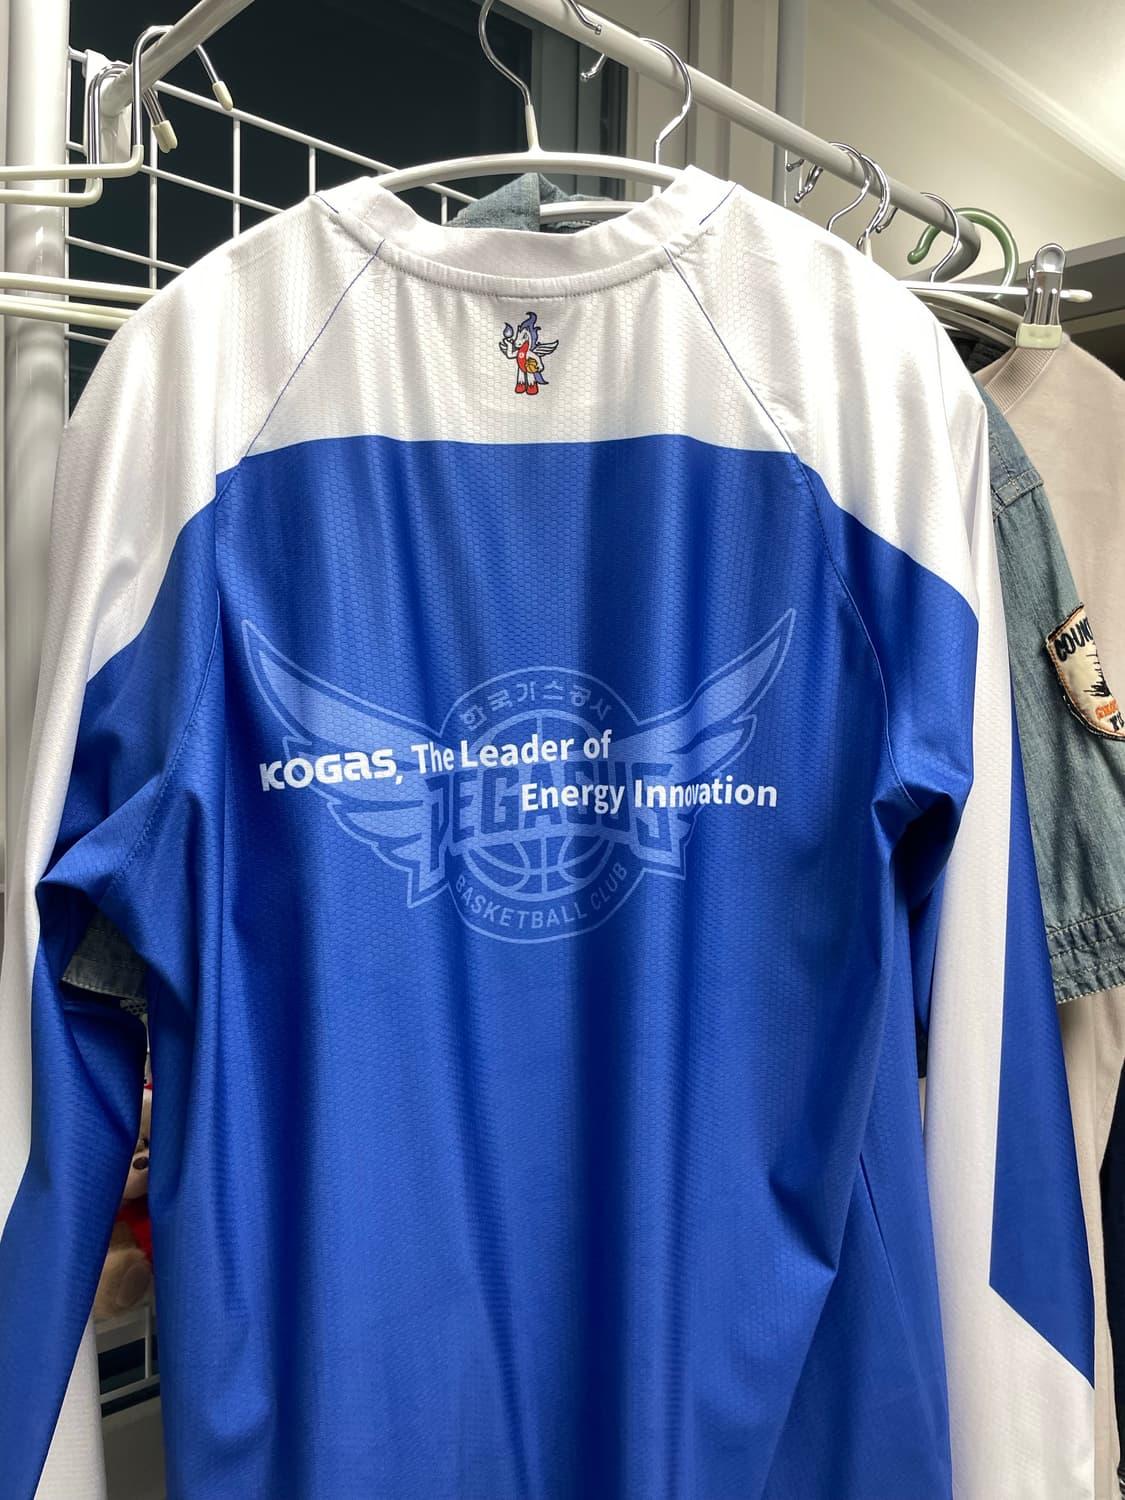 한국가스공사
KOGAS, The Leader of
Energy Innovation
PEGASUS
BASKETBALL CLUB